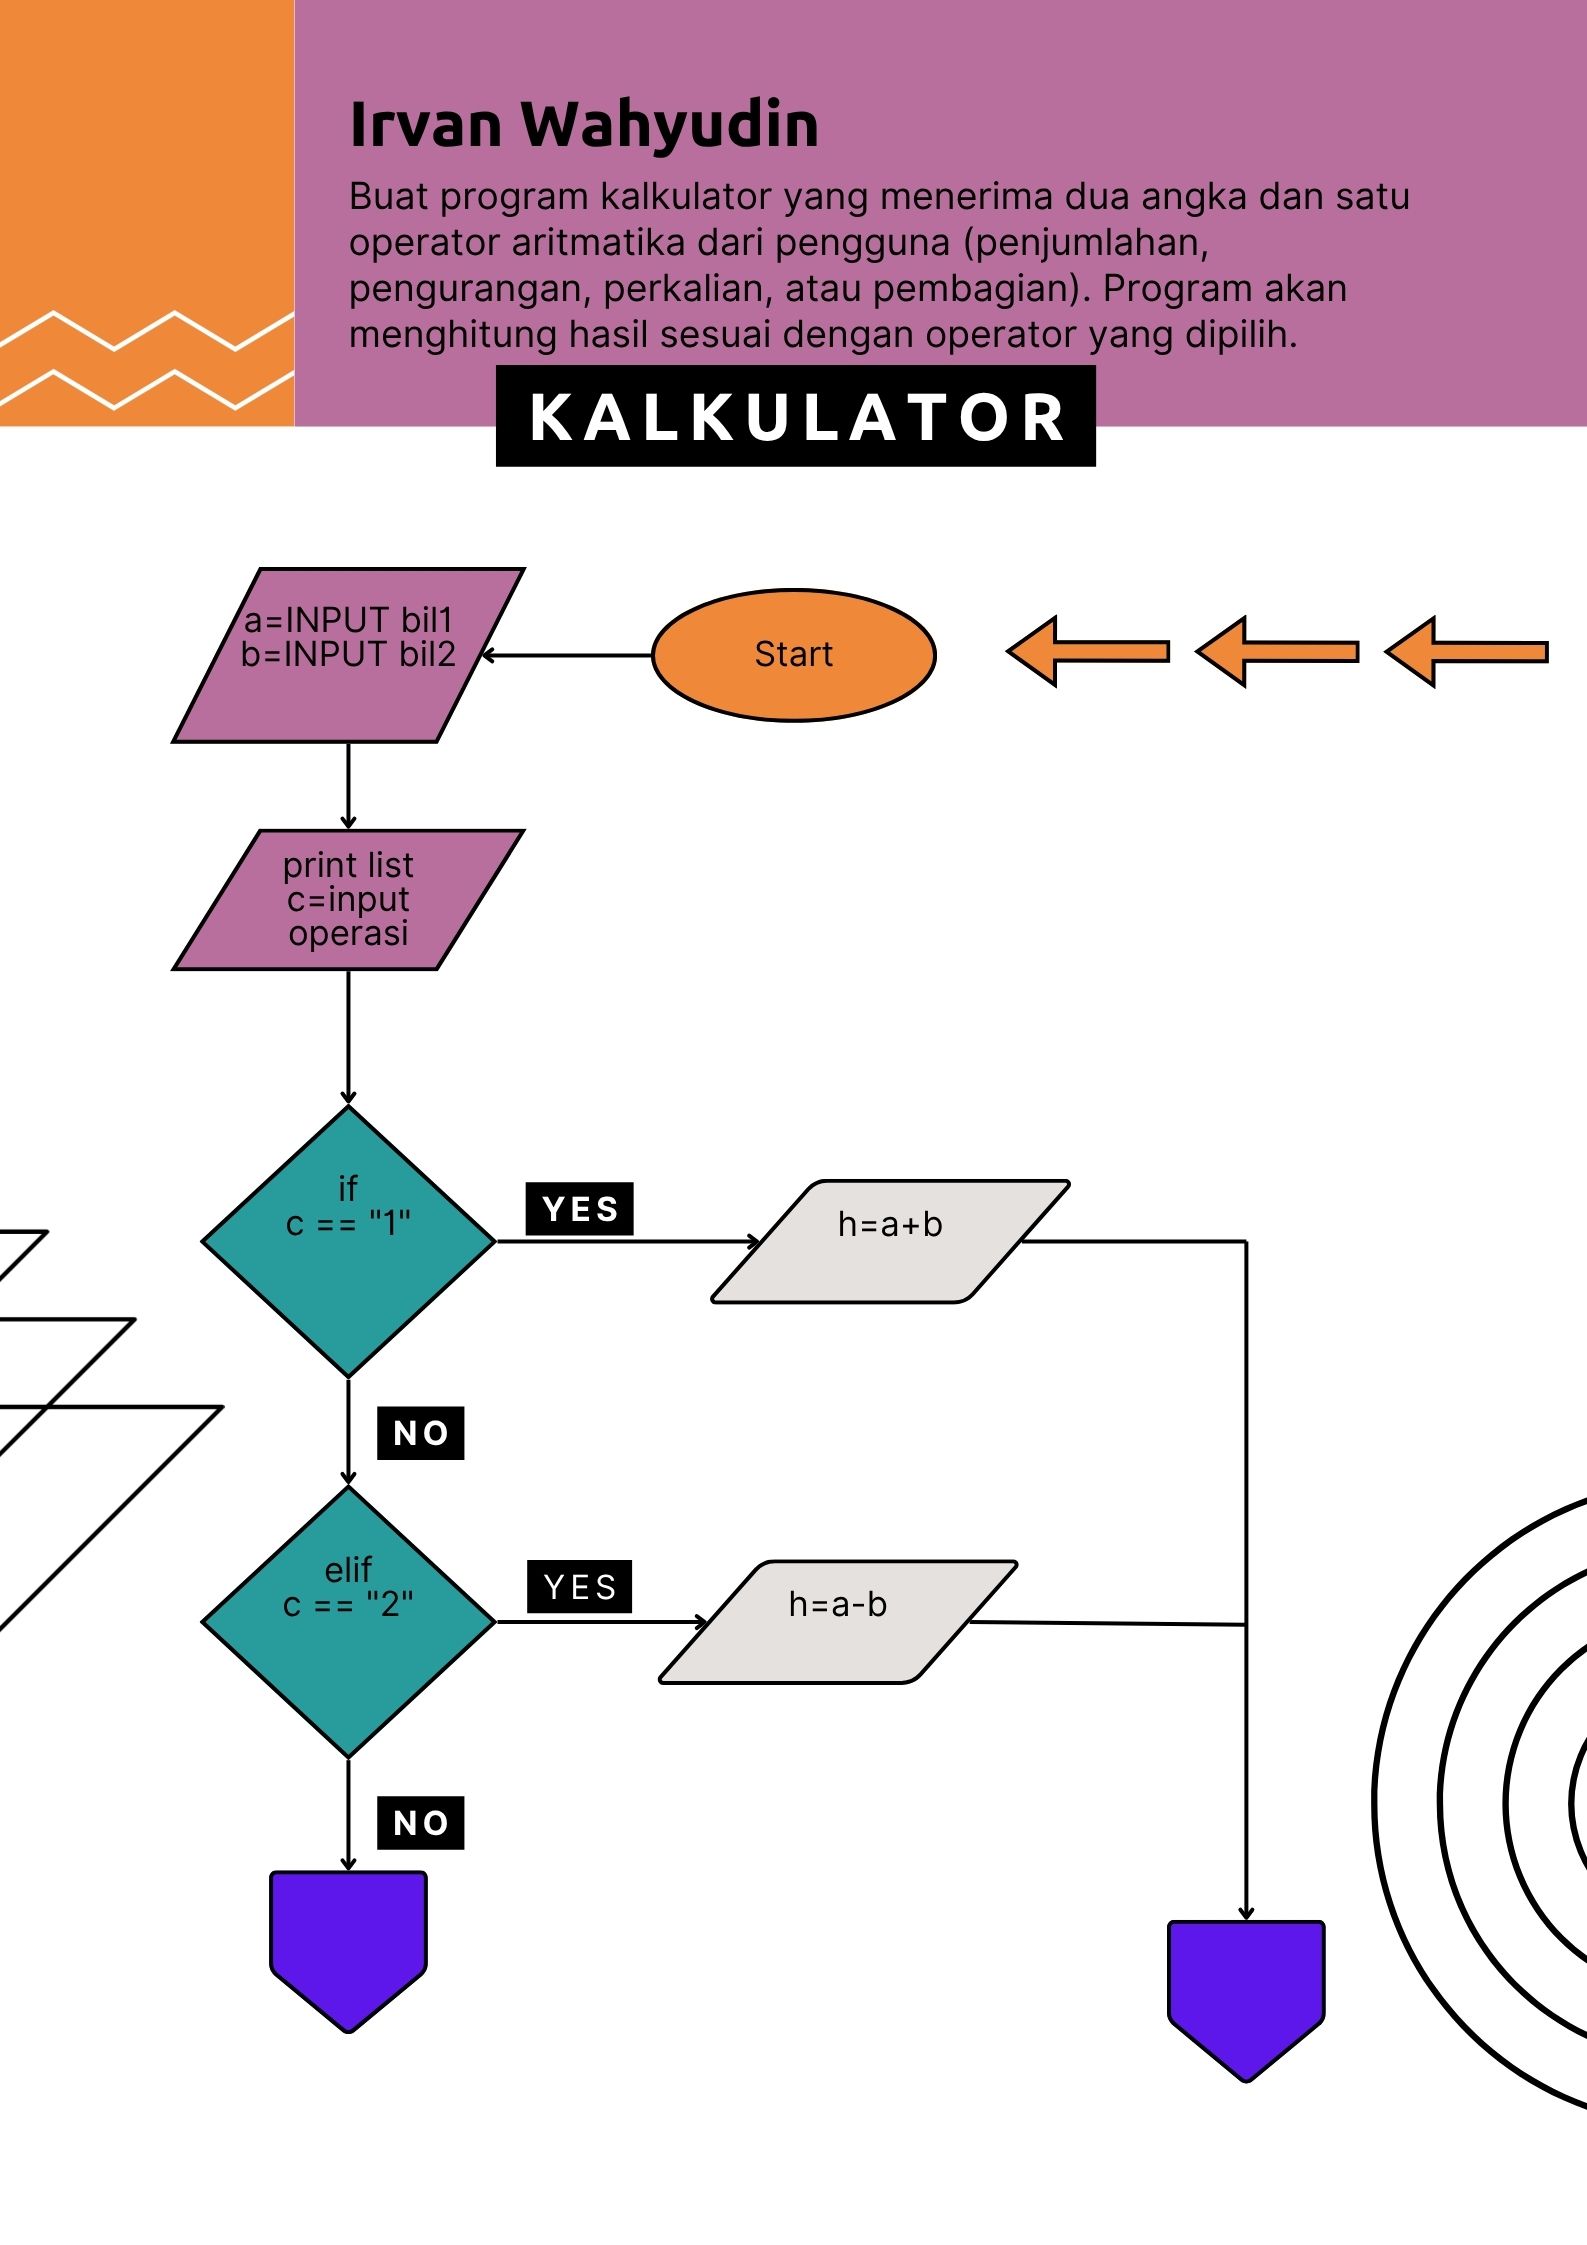 Irvan Wahyudin
Buat program kalkulator yang menerima dua angka dan satu
operator aritmatika dari pengguna (penjumlahan,
pengurangan, perkalian, atau pembagian). Program akan
menghitung hasil sesuai dengan operator yang dipilih.
KALKULATOR
Start
a=INPUT bil1
b=INPUT bil2
print list
c=input
operasi
if
c == "1"
YES
h=a+b
NO
elif
c == "2"
YES
h=a-b
NO